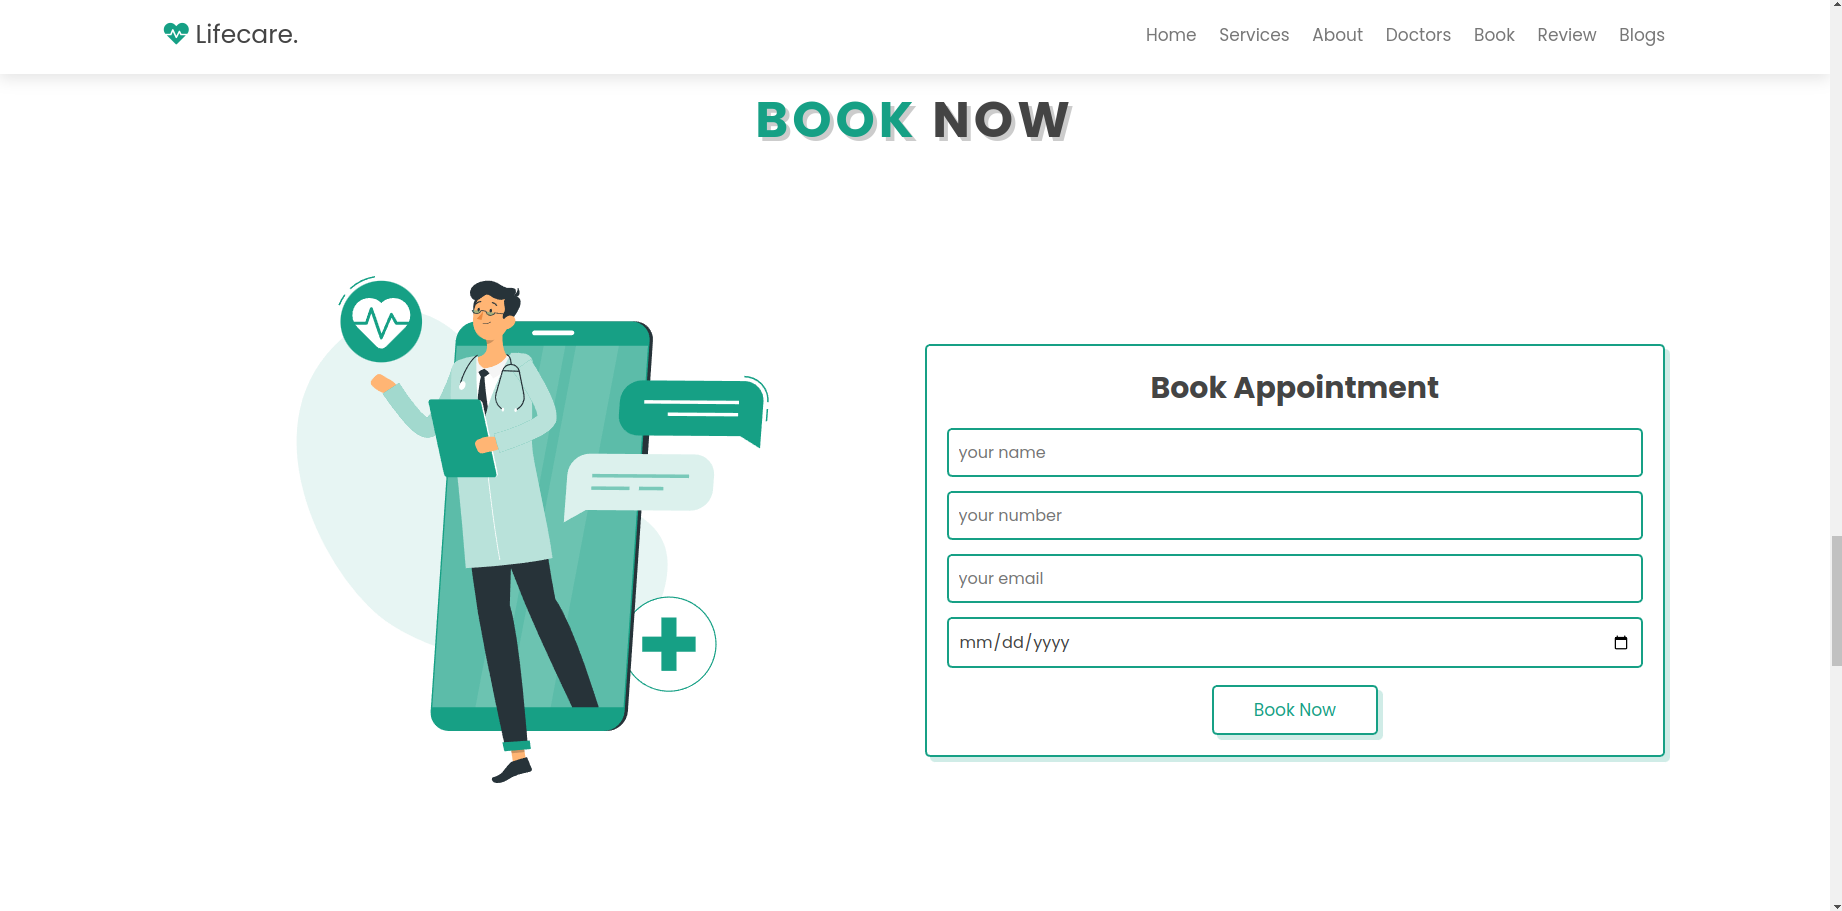 Lifecare.
Home Services About Doctors Book Review Blogs
BOOK NOW
Book Appointment
your name
your number
your email
mm/dd/yyyy
Book Now